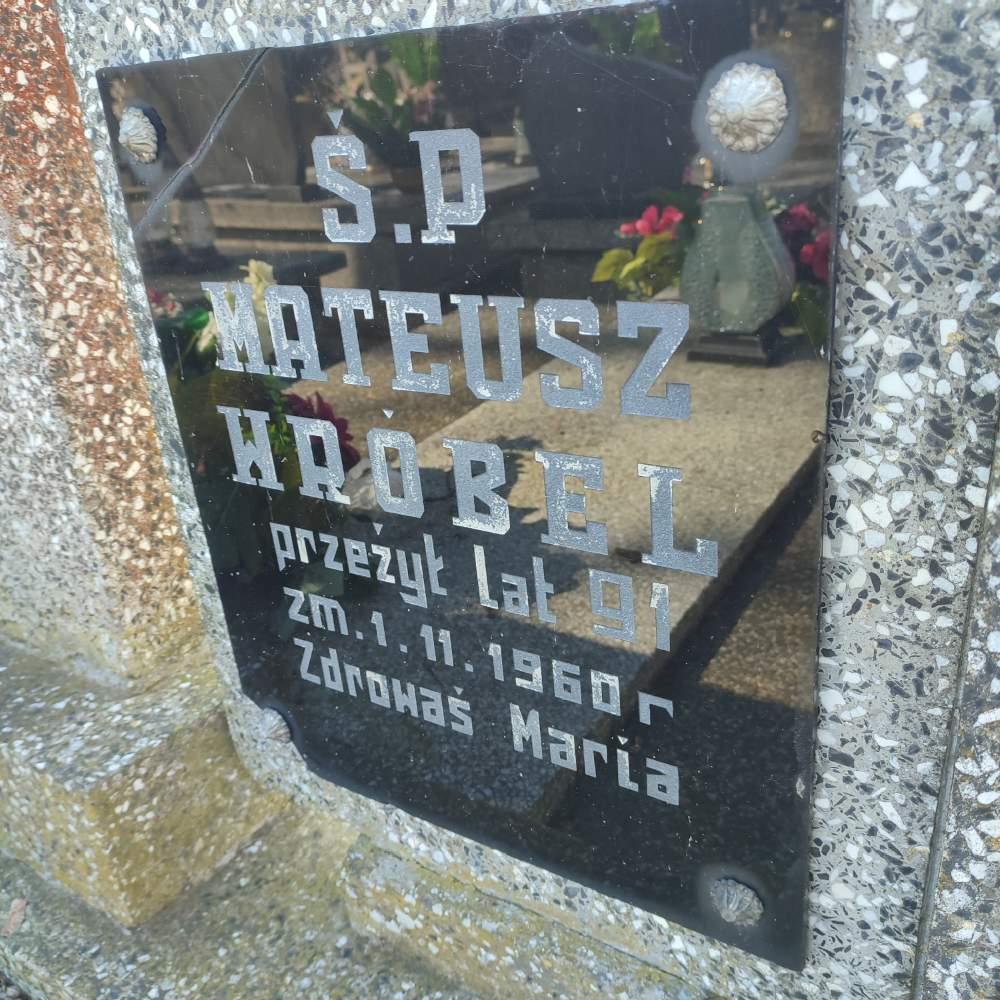 Ś.P
MATEUSZ
WRÓBEL
przeżył lat 91
zm. 1. 11. 1960 r
Zdrowaś Maria